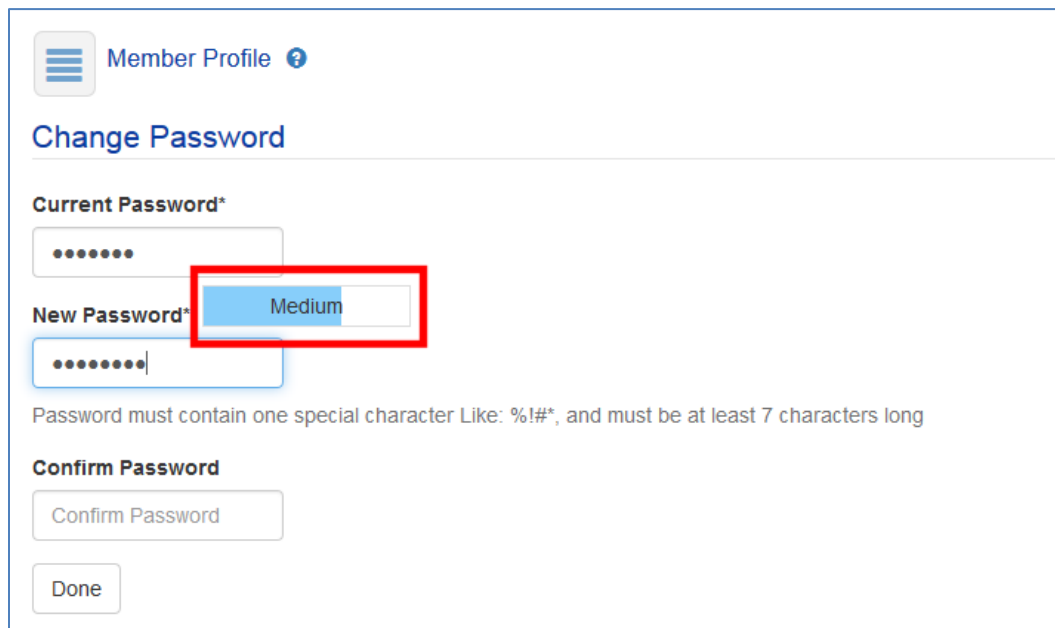 Member Profile ?
Change Password
Current Password*
•••••••
Medium
New Password*
••••••••
Password must contain one special character Like: %!#*, and must be at least 7 characters long
Confirm Password
Confirm Password
Done